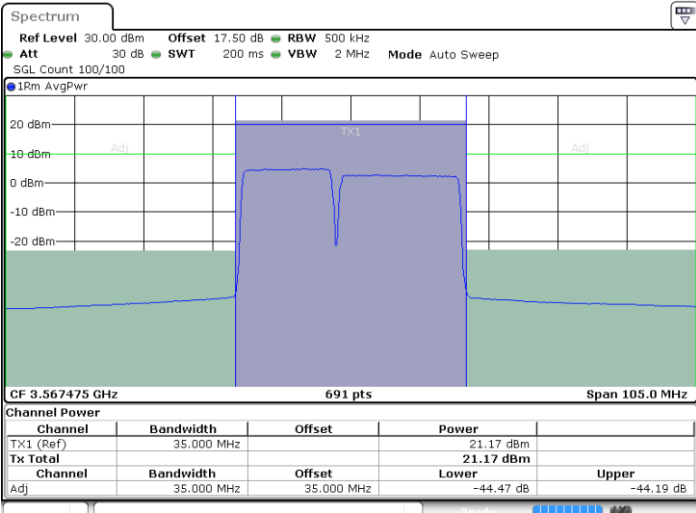 Spectrum
Ref Level 30.00 dBm Offset 17.50 dB RBW 500 kHz
Att 30 dB SWT 200 ms VBW 2 MHz Mode Auto Sweep
SGL Count 100/100
1Rm AvgPwr
20 dBm
TX1
Adj Adj
10 dBm
0 dBm
-10 dBm
-20 dBm
CF 3.567475 GHz 691 pts Span 105.0 MHz
Channel Power
Channel Bandwidth Offset Power
TX1 (Ref) 35.000 MHz 21.17 dBm
Tx Total 21.17 dBm
Channel Bandwidth Offset Lower Upper
Adj 35.000 MHz 35.000 MHz -44.47 dB -44.19 dB